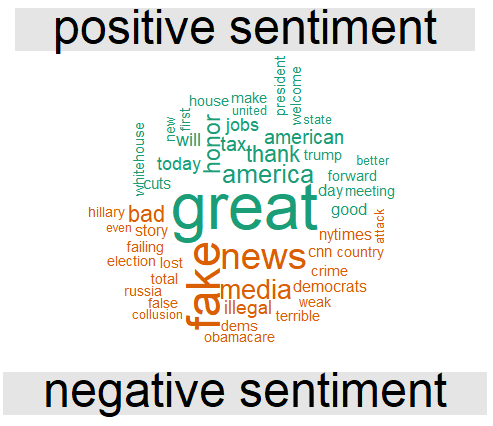 positive sentiment
president
welcome
house
make
united
new
first
jobs
state
whitehouse
will
honor
tax
american
today
thank
trump
better
cuts
america
forward
day
meeting
great
good
attack
hillary
bad
even
story
nytimes
failing
news
cnn
country
election
lost
fake
crime
total
media
democrats
russia
false
illegal
weak
collusion
terrible
dems
obamacare
negative sentiment